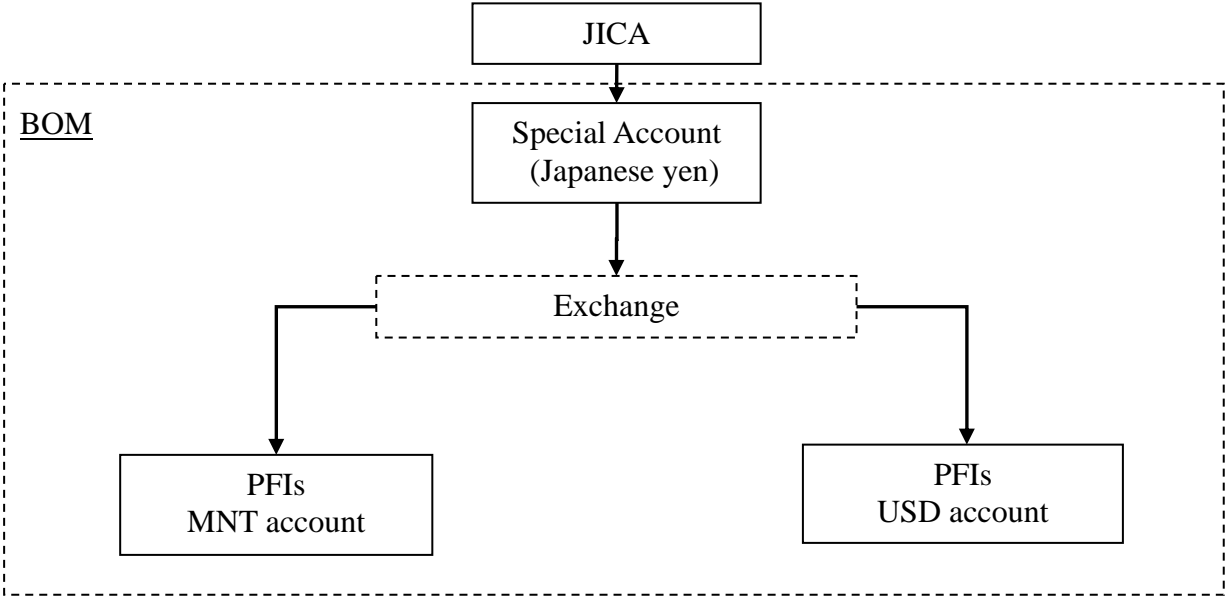 JICA
BOM
Special Account
(Japanese yen)
Exchange
PFIs
MNT account
PFIs
USD account